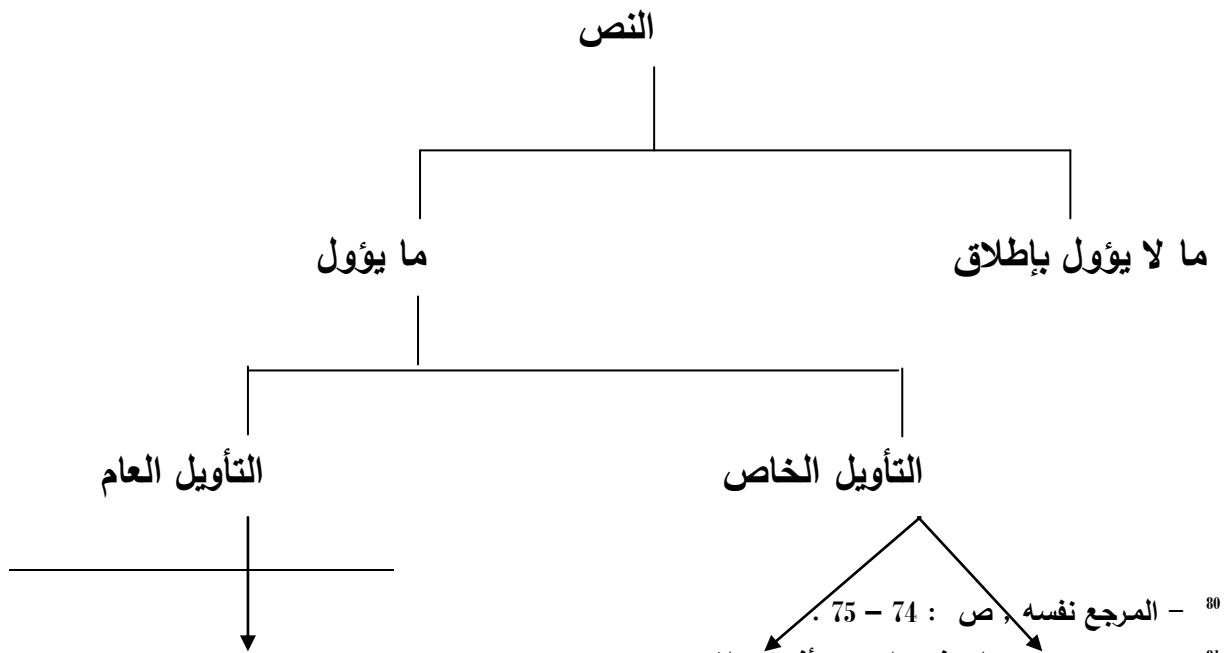 النص
ما لا يؤول بإطلاق
ما يؤول
التأويل الخاص
التأويل العام
80 – المرجع نفسه , ص : 74 – 75 .